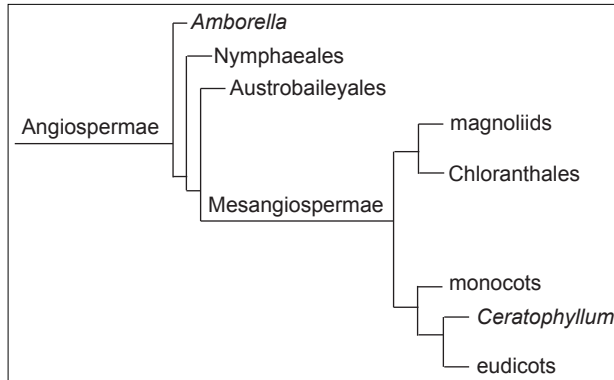 Amborella
Nymphaeales
Austrobaileyales
Angiospermae
magnoliids
Chloranthales
Mesangiospermae
monocots
Ceratophyllum
eudicots